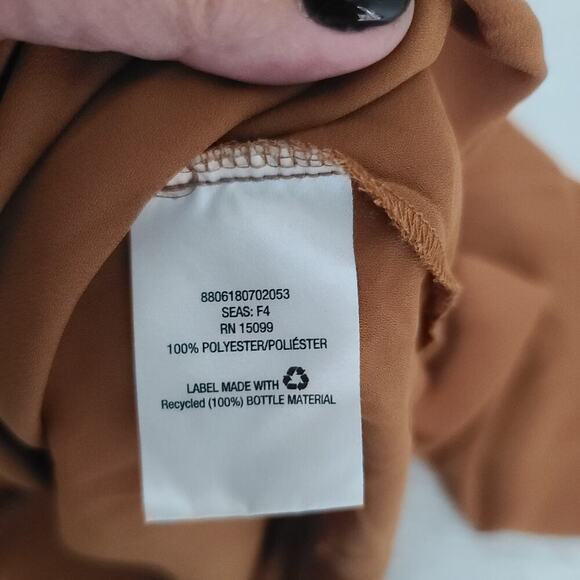 8806180702053
SEAS: F4
RN 15099
100% POLYESTER/POLIÉSTER
LABEL MADE WITH
Recycled (100%) BOTTLE MATERIAL